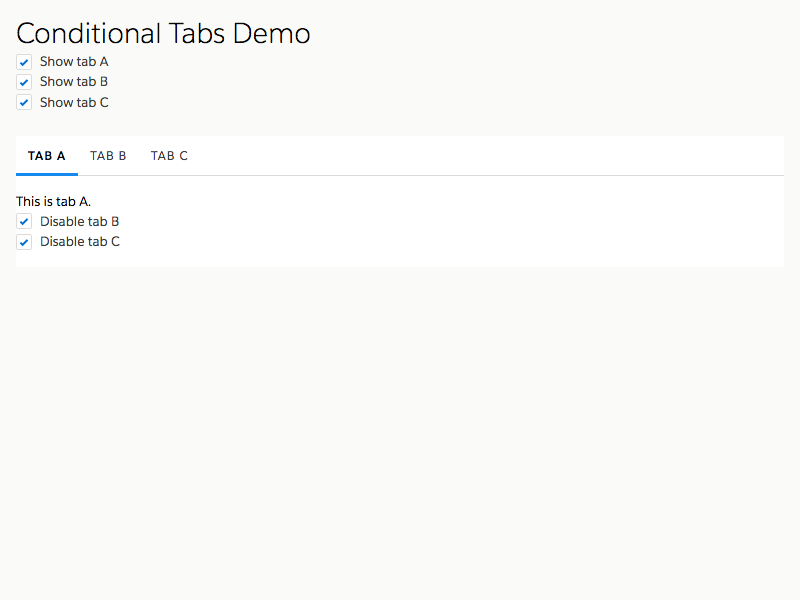 Conditional Tabs Demo
Show tab A
Show tab B
Show tab C
TAB A TAB B TAB C
This is tab A.
Disable tab B
Disable tab C